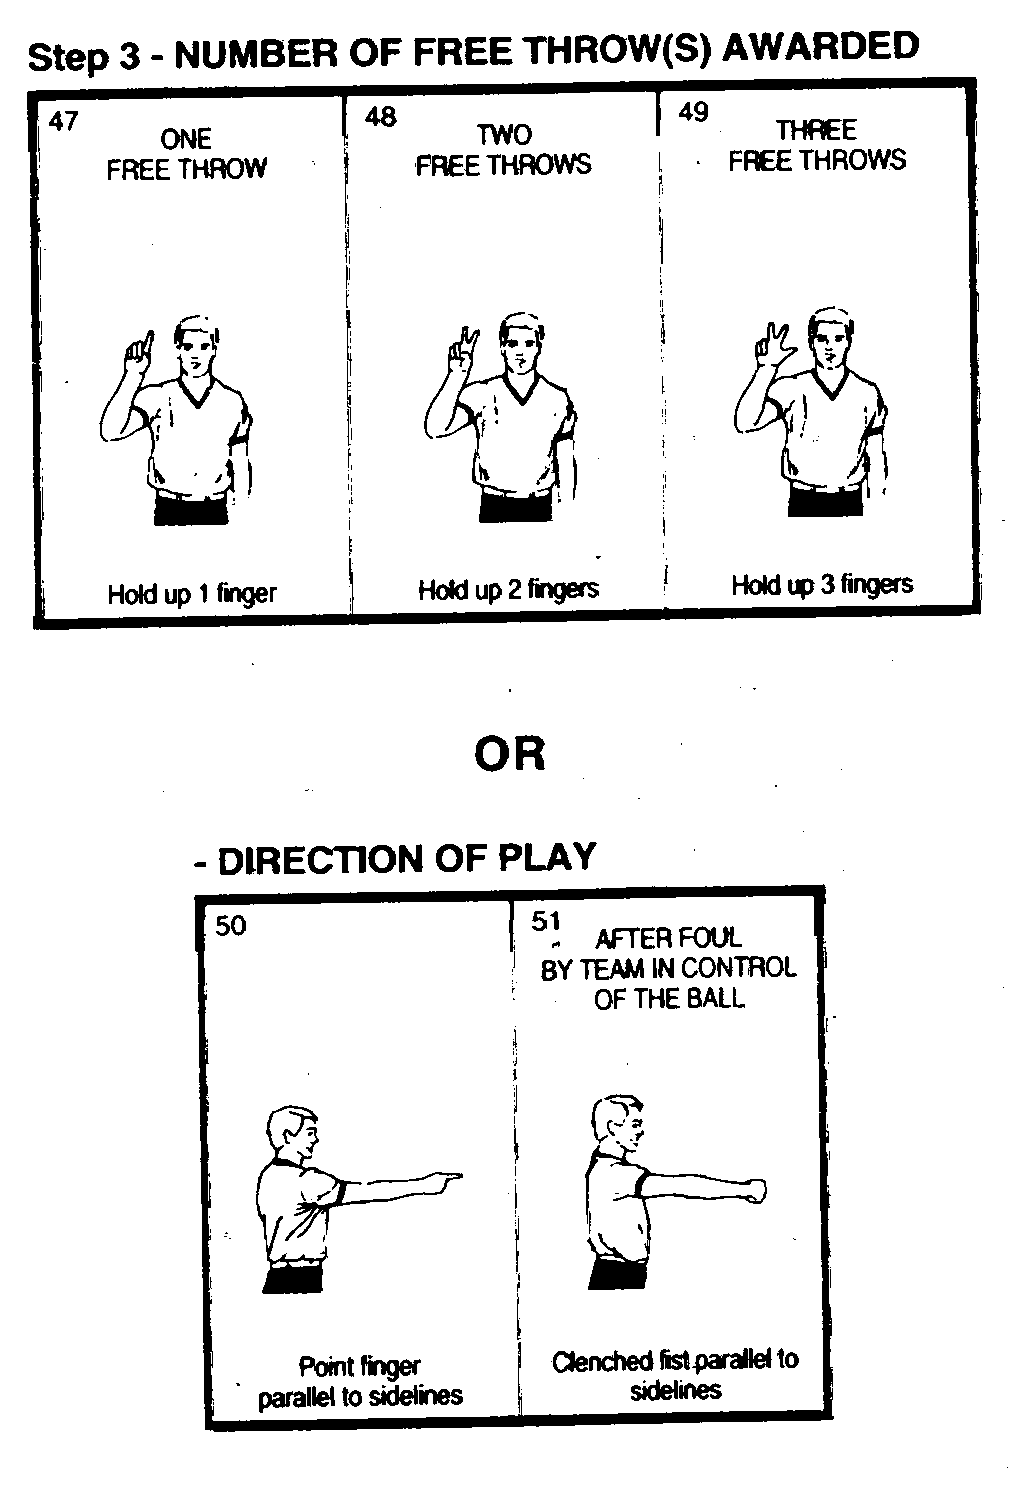 Step 3 - NUMBER OF FREE THROW(S) AWARDED
47
ONE
FREE THROW
Hold up 1 finger
48
TWO
FREE THROWS
Hold up 2 fingers
49
THREE
FREE THROWS
Hold up 3 fingers
OR
- DIRECTION OF PLAY
50
Point finger
parallel to sidelines
51
AFTER FOUL
BY TEAM IN CONTROL
OF THE BALL
Clenched fist parallel to
sidelines